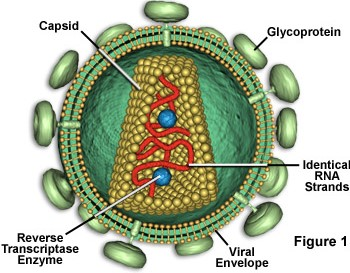 Capsid
Glycoprotein
Identical
RNA
Strands
Reverse
Transcriptase
Enzyme
Viral
Envelope
Figure 1